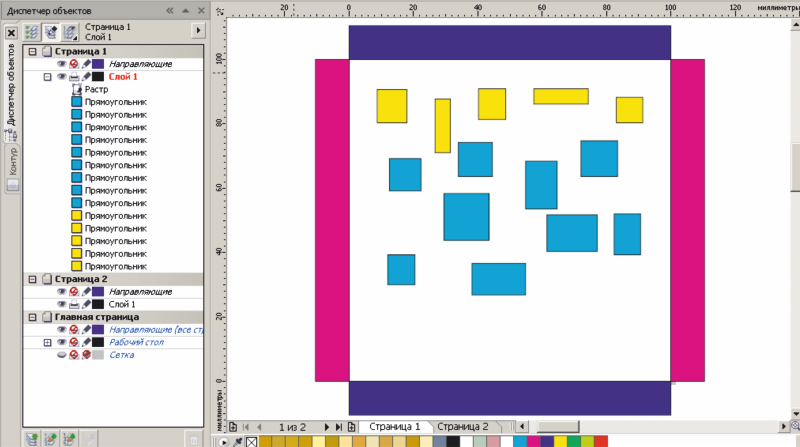 Диспетчер объектов
Страница 1
Слой 1
Диспетчер объектов
Контур
Страница 1
Направляющие
Слой 1
Растр
Прямоугольник
Прямоугольник
Прямоугольник
Прямоугольник
Прямоугольник
Прямоугольник
Прямоугольник
Прямоугольник
Прямоугольник
Прямоугольник
Прямоугольник
Прямоугольник
Прямоугольник
Прямоугольник
Страница 2
Направляющие
Слой 1
Главная страница
Направляющие (все ст
Рабочий стол
Сетка
20 0 20 40 60 80 100 120 миллиметры
100
80
60
40
20
0
миллиметры
1 из 2 Страница 1 Страница 2